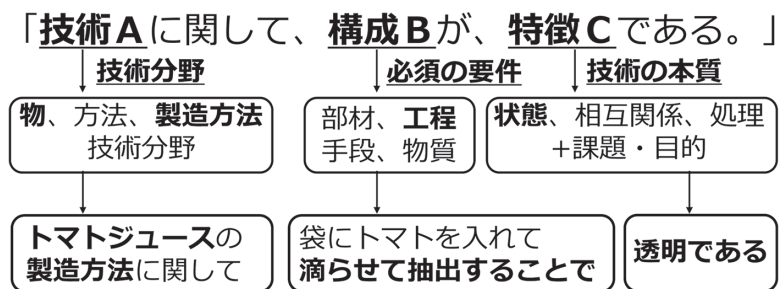 「技術Aに関して、構成Bが、特徴Cである。」
技術分野
必須の要件
技術の本質
物、方法、製造方法
技術分野
部材、工程
手段、物質
状態、相互関係、処理
+課題・目的
トマトジュースの
製造方法に関して
袋にトマトを入れて
滴らせて抽出することで
透明である